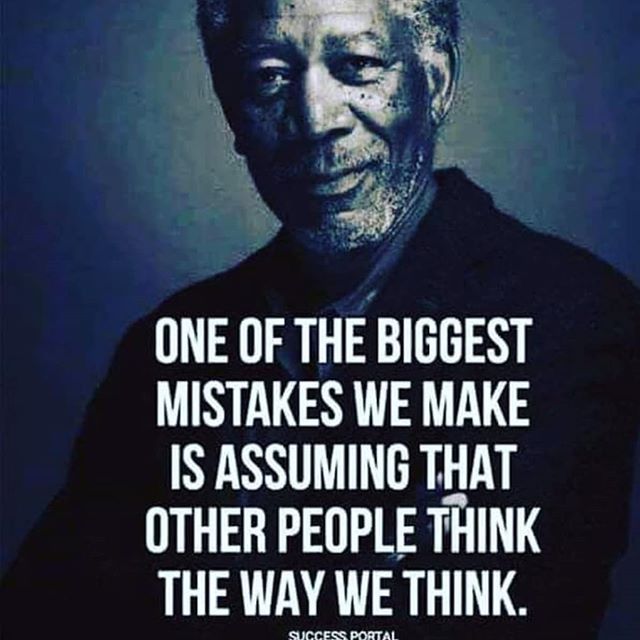 ONE OF THE BIGGEST
MISTAKES WE MAKE
IS ASSUMING THAT
OTHER PEOPLE THINK
THE WAY WE THINK.
SUCCESS PORTAL